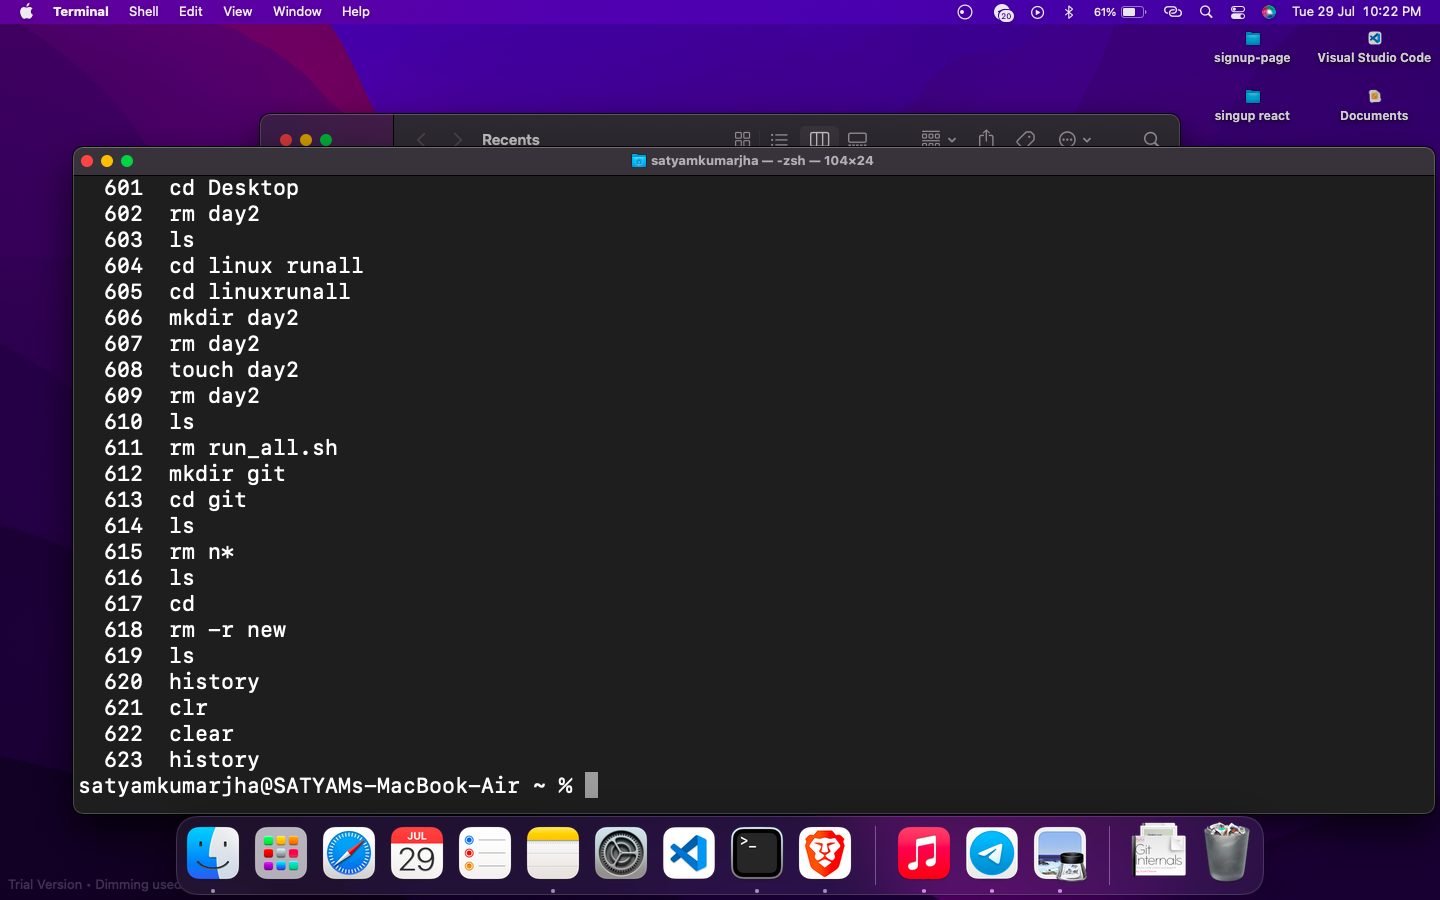 Terminal Shell Edit View Window Help 20 61% Tue 29 Jul 10:22 PM
signup-page Visual Studio Code
singup react Documents
Recents
satyamkumarjha — -zsh — 104×24
601 cd Desktop
602 rm day2
603 ls
604 cd linux runall
605 cd linuxrunall
606 mkdir day2
607 rm day2
608 touch day2
609 rm day2
610 ls
611 rm run_all.sh
612 mkdir git
613 cd git
614 ls
615 rm n*
616 ls
617 cd
618 rm -r new
619 ls
620 history
621 clr
622 clear
623 history
satyamkumarjha@SATYAMs-MacBook-Air ~ %
JUL
29
>_
Git
Internals
Trial Version • Dimming used